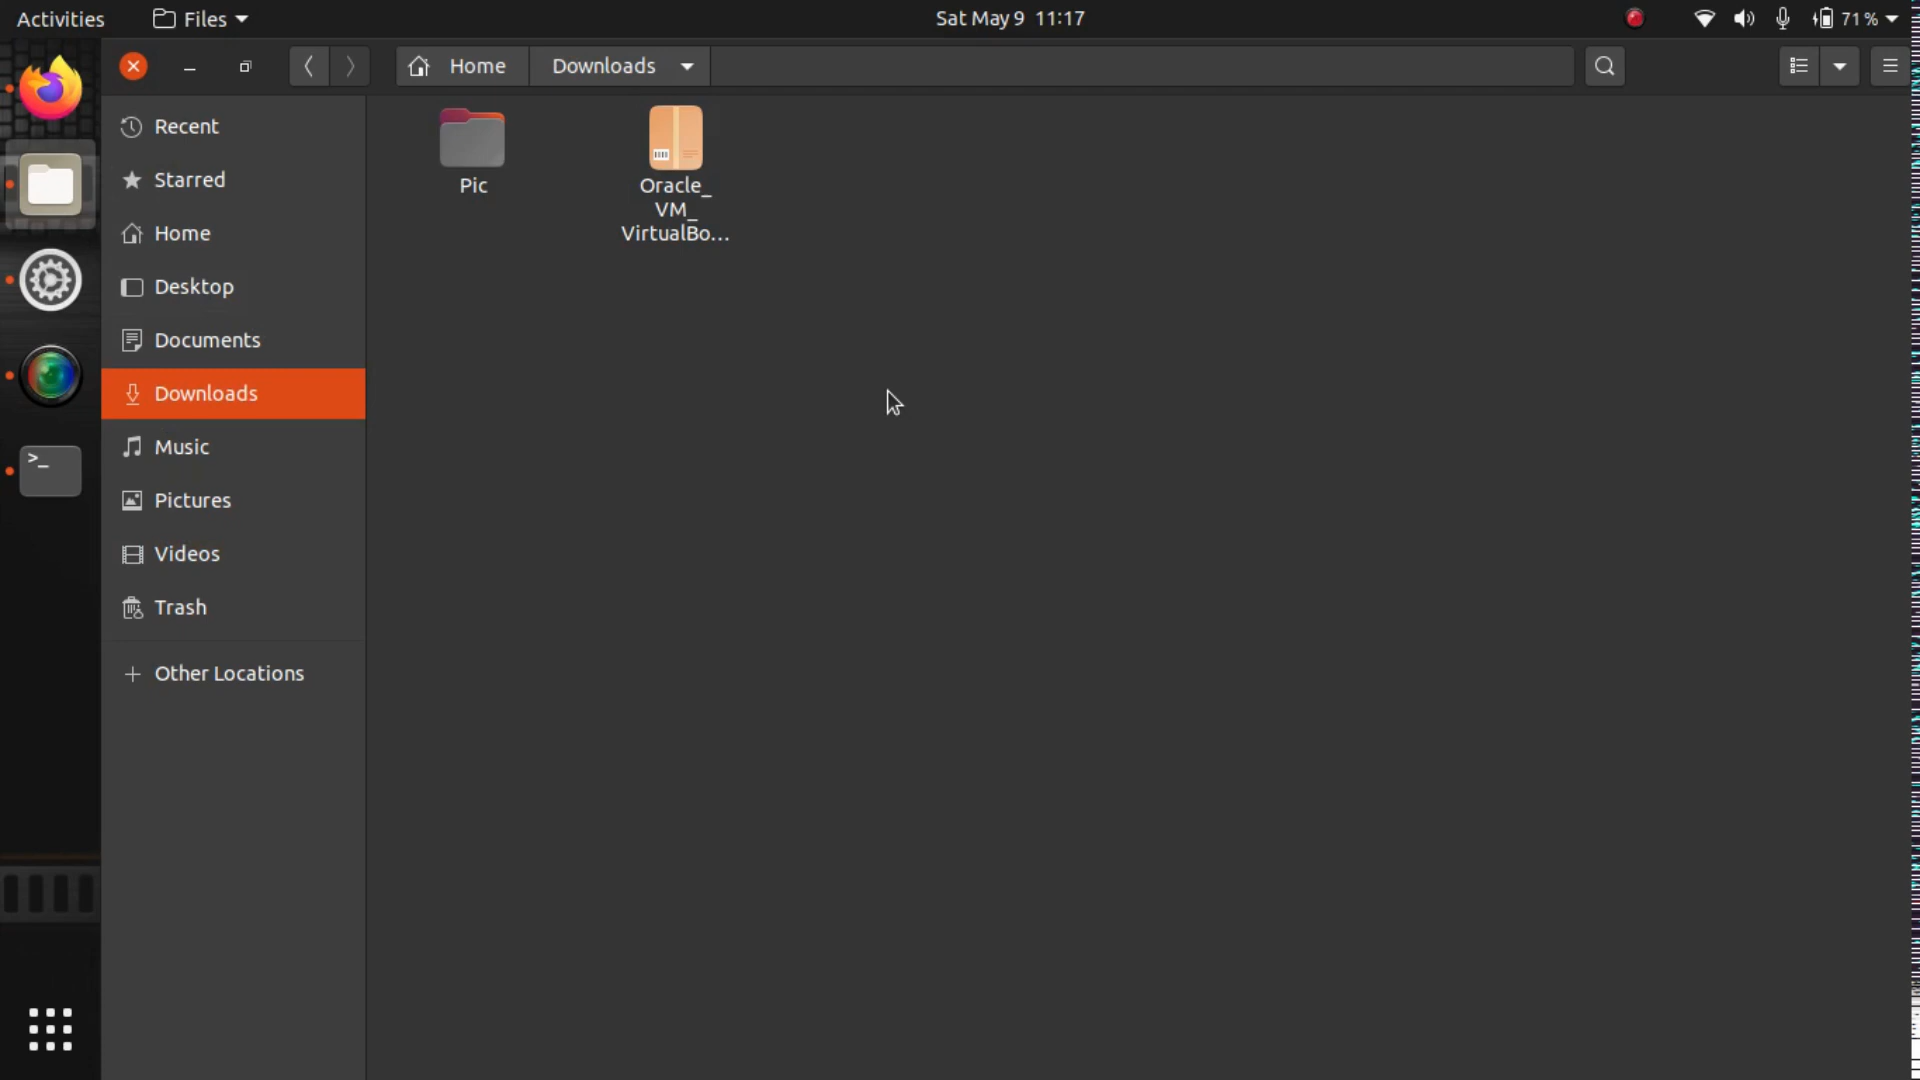 Activities Files Sat May 9 11:17 71 %
Home Downloads
Recent
Starred
Home
Desktop
Documents
Downloads
Music
Pictures
Videos
Trash
Other Locations
Pic
Oracle_
VM_
VirtualBo...
>_